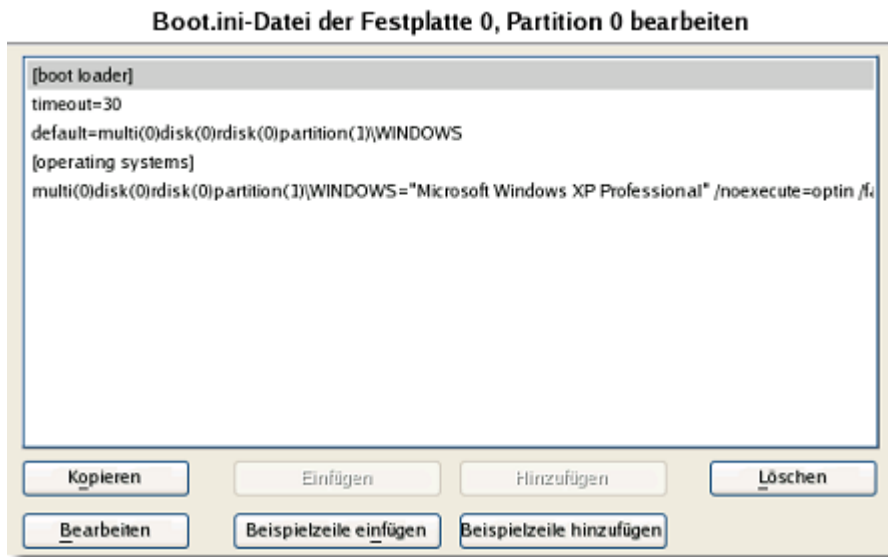 Boot.ini-Datei der Festplatte 0, Partition 0 bearbeiten
[boot loader]
timeout=30
default=multi(0)disk(0)rdisk(0)partition(1)\WINDOWS
[operating systems]
multi(0)disk(0)rdisk(0)partition(1)\WINDOWS="Microsoft Windows XP Professional" /noexecute=optin /fa
Kopieren Einfügen Hinzufügen Löschen
Bearbeiten Beispielzeile einfügen Beispielzeile hinzufügen